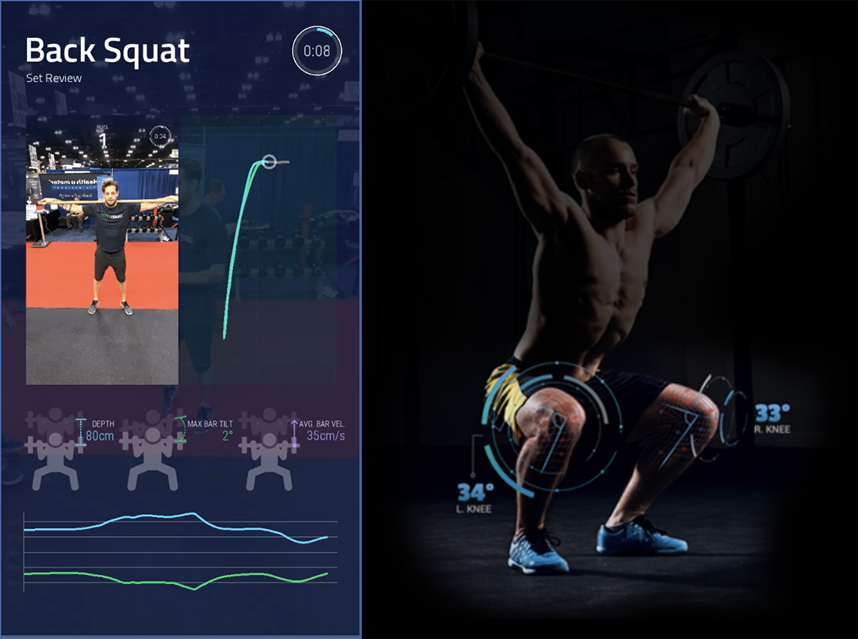 Back Squat
0:08
Set Review
1
DEPTH
80cm
MAX BAR TILT
2°
AVG. BAR VEL.
35cm/s
33°
R. KNEE
34°
L. KNEE